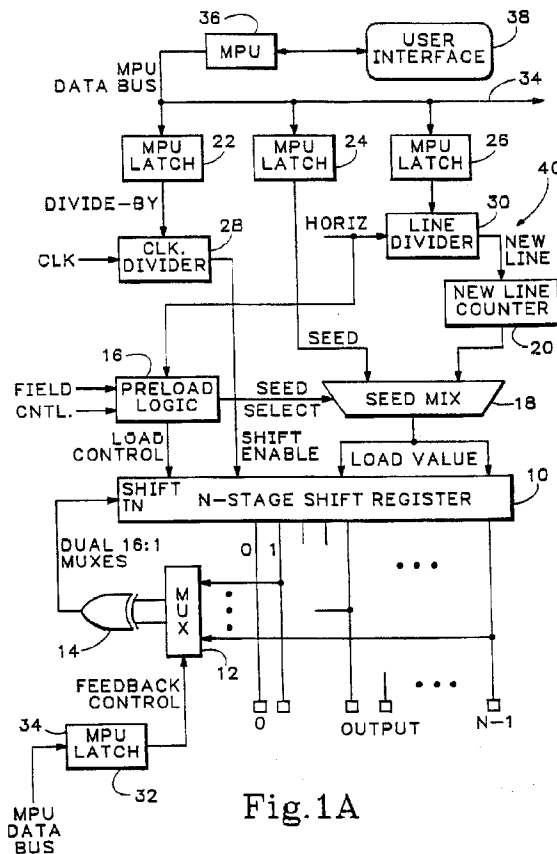 36
MPU
USER
INTERFACE
38
MPU
DATA BUS
34
MPU
LATCH
22
MPU
LATCH
24
MPU
LATCH
26
40
DIVIDE-BY
28
HORIZ
30
LINE
DIVIDER
NEW
LINE
CLK
CLK.
DIVIDER
NEW LINE
COUNTER
20
16
SEED
FIELD
CNTL.
PRELOAD
LOGIC
SEED
SELECT
SEED MIX
18
LOAD
CONTROL
SHIFT
ENABLE
LOAD VALUE
10
SHIFT
TN
N-STAGE SHIFT REGISTER
DUAL 16:1
MUXES
0
1
MUX
14
12
FEEDBACK
CONTROL
0
OUTPUT
N-1
34
MPU
LATCH
32
MPU
DATA
BUS
Fig.1A